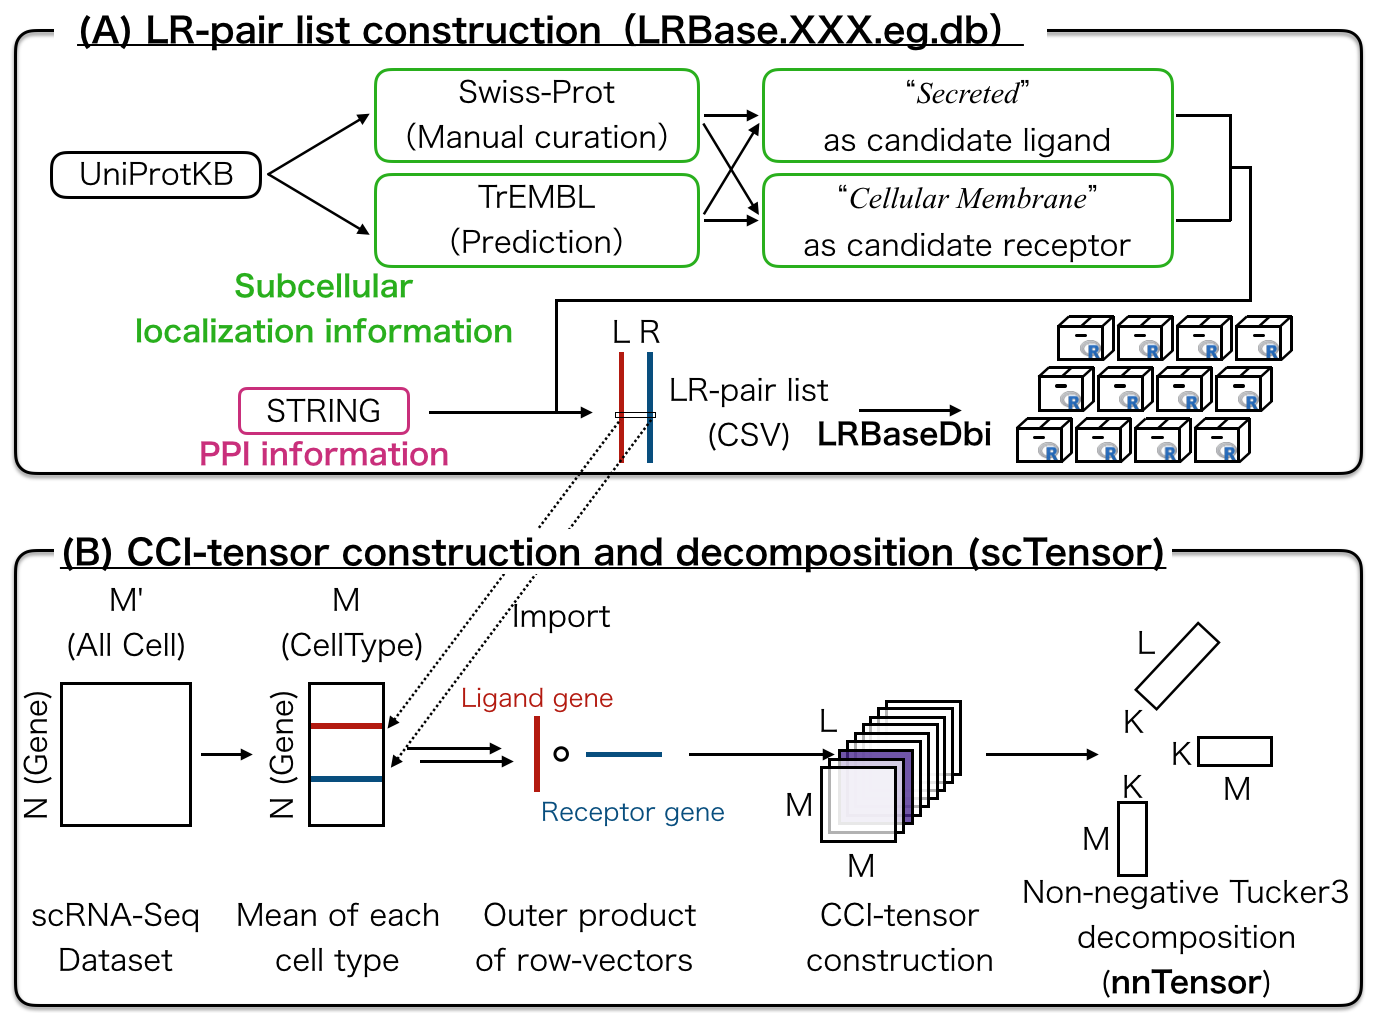 (A) LR-pair list construction（LRBase.XXX.eg.db）
UniProtKB
Swiss-Prot
（Manual curation）
TrEMBL
（Prediction）
“Secreted”
as candidate ligand
“Cellular Membrane”
as candidate receptor
Subcellular
localization information
STRING
PPI information
L R
LR-pair list
(CSV)
LRBaseDbi
R R R R
R R R R
R R R R
(B) CCI-tensor construction and decomposition (scTensor)
M'
(All Cell)
N (Gene)
scRNA-Seq
Dataset
M
(CellType)
N (Gene)
Mean of each
cell type
Import
Ligand gene
Receptor gene
Outer product
of row-vectors
L
M
M
CCI-tensor
construction
L
K
K
M
K
M
Non-negative Tucker3
decomposition
(nnTensor)